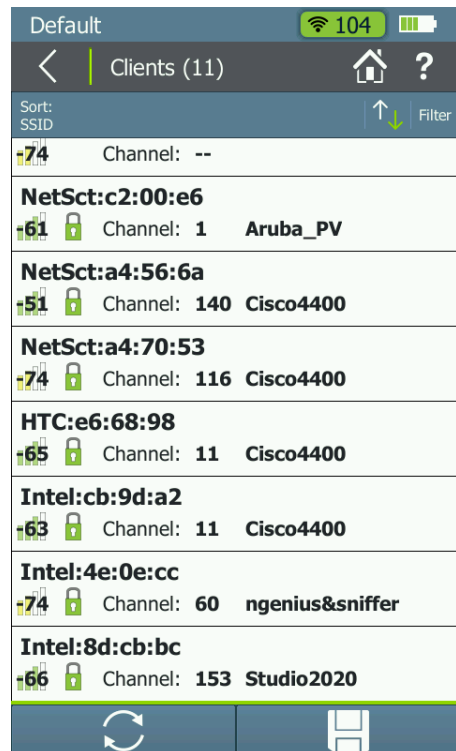 Default 104
Clients (11) ?
Sort:
SSID
Filter
-74 Channel: --
NetSct:c2:00:e6
-61 Channel: 1 Aruba_PV
NetSct:a4:56:6a
-51 Channel: 140 Cisco4400
NetSct:a4:70:53
-74 Channel: 116 Cisco4400
HTC:e6:68:98
-65 Channel: 11 Cisco4400
Intel:cb:9d:a2
-63 Channel: 11 Cisco4400
Intel:4e:0e:cc
-74 Channel: 60 ngenius&sniffer
Intel:8d:cb:bc
-66 Channel: 153 Studio2020